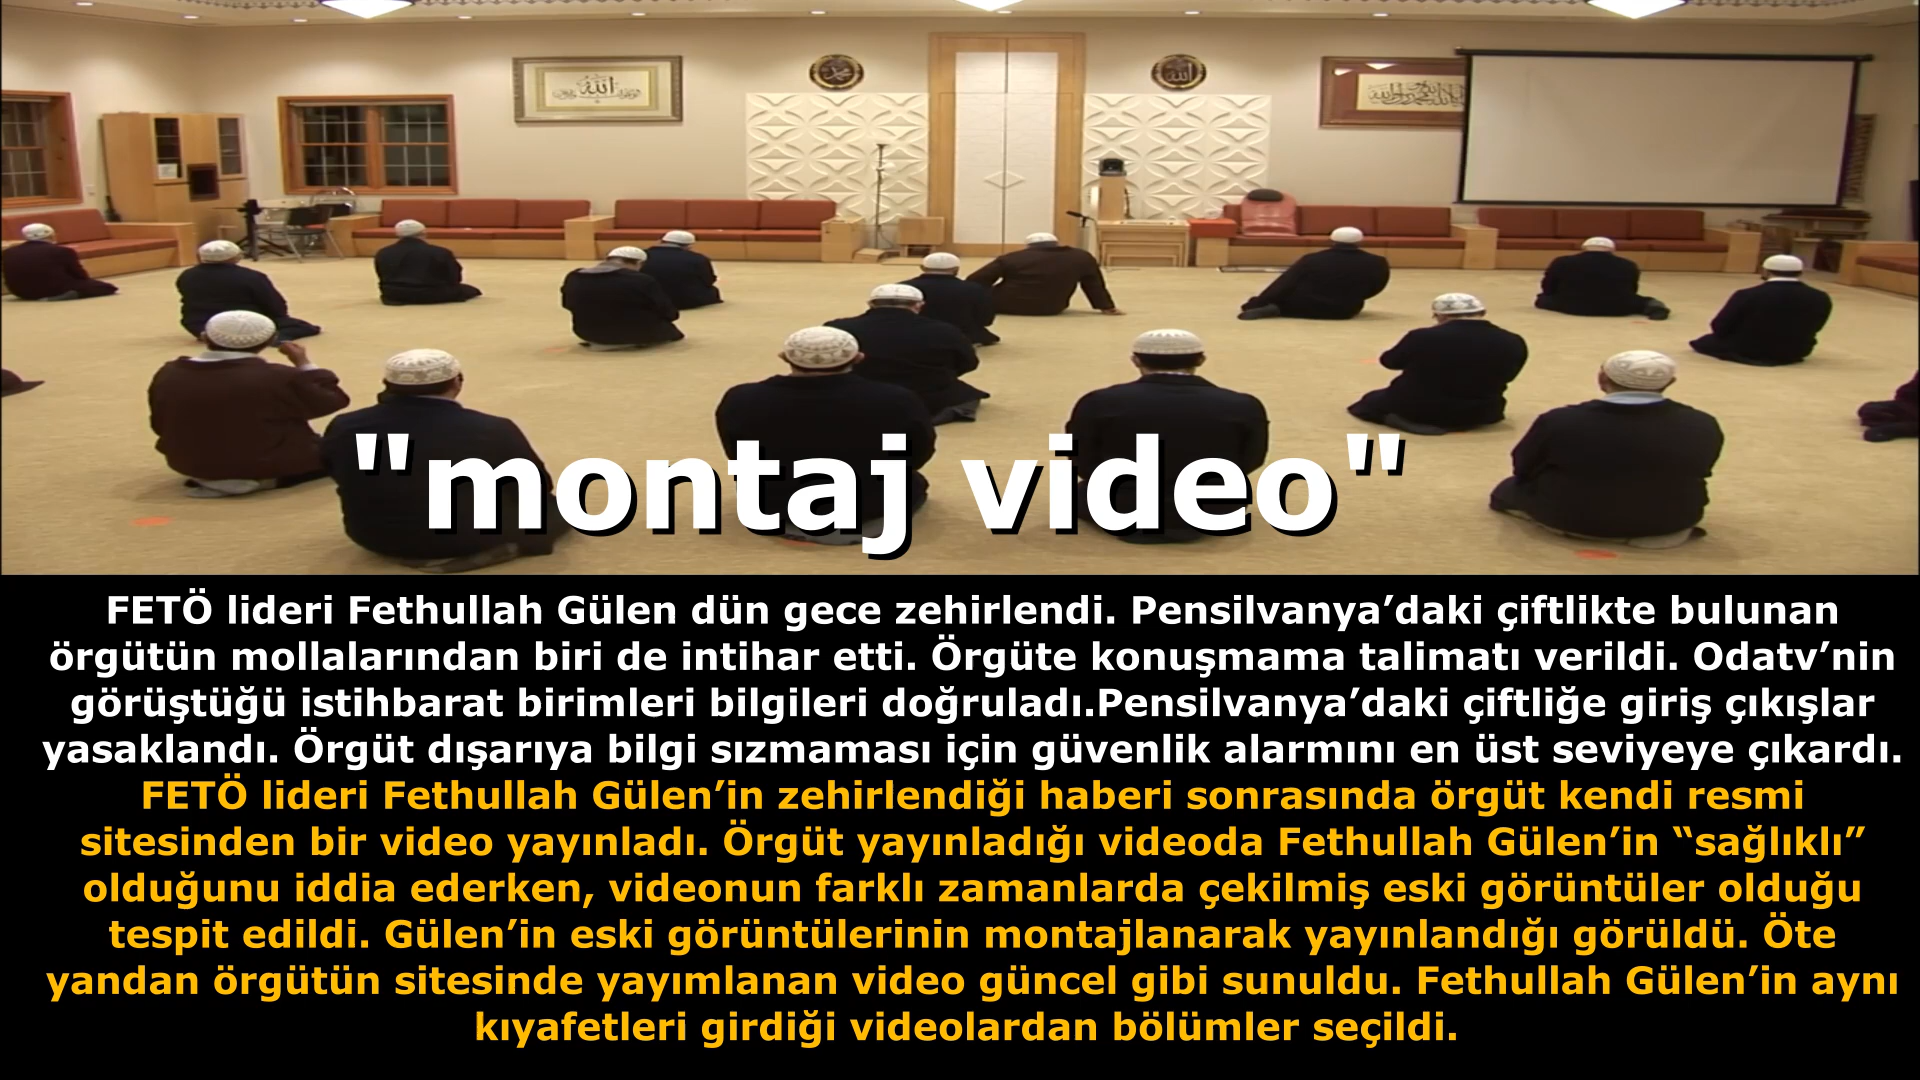 "montaj video"
FETÖ lideri Fethullah Gülen dün gece zehirlendi. Pensilvanya’daki çiftlikte bulunan
örgütün mollalarından biri de intihar etti. Örgüte konuşmama talimatı verildi. Odatv’nin
görüştüğü istihbarat birimleri bilgileri doğruladı.Pensilvanya’daki çiftliğe giriş çıkışlar
yasaklandı. Örgüt dışarıya bilgi sızmaması için güvenlik alarmını en üst seviyeye çıkardı.
FETÖ lideri Fethullah Gülen’in zehirlendiği haberi sonrasında örgüt kendi resmi
sitesinden bir video yayınladı. Örgüt yayınladığı videoda Fethullah Gülen’in “sağlıklı”
olduğunu iddia ederken, videonun farklı zamanlarda çekilmiş eski görüntüler olduğu
tespit edildi. Gülen’in eski görüntülerinin montajlanarak yayınlandığı görüldü. Öte
yandan örgütün sitesinde yayımlanan video güncel gibi sunuldu. Fethullah Gülen’in aynı
kıyafetleri girdiği videolardan bölümler seçildi.